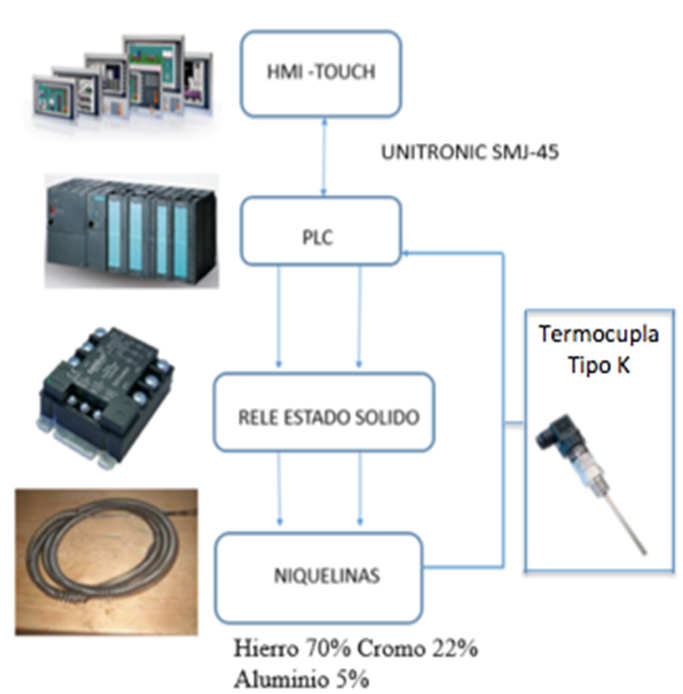 HMI -TOUCH
UNITRONIC SMJ-45
PLC
Termocupla
Tipo K
RELE ESTADO SOLIDO
NIQUELINAS
Hierro 70% Cromo 22%
Aluminio 5%